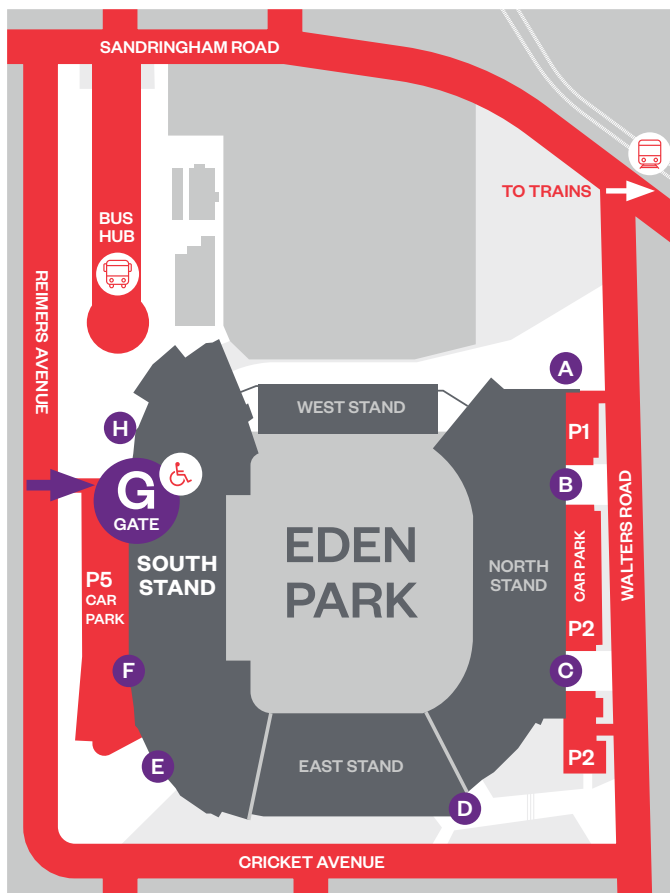 SANDRINGHAM ROAD
TO TRAINS
BUS
HUB
REIMERS AVENUE
A
WEST STAND
H
P1
G
GATE
B
WALTERS ROAD
EDEN
PARK
SOUTH
STAND
NORTH
STAND
CAR PARK
P5
CAR
PARK
P2
F
C
E
EAST STAND
P2
D
CRICKET AVENUE